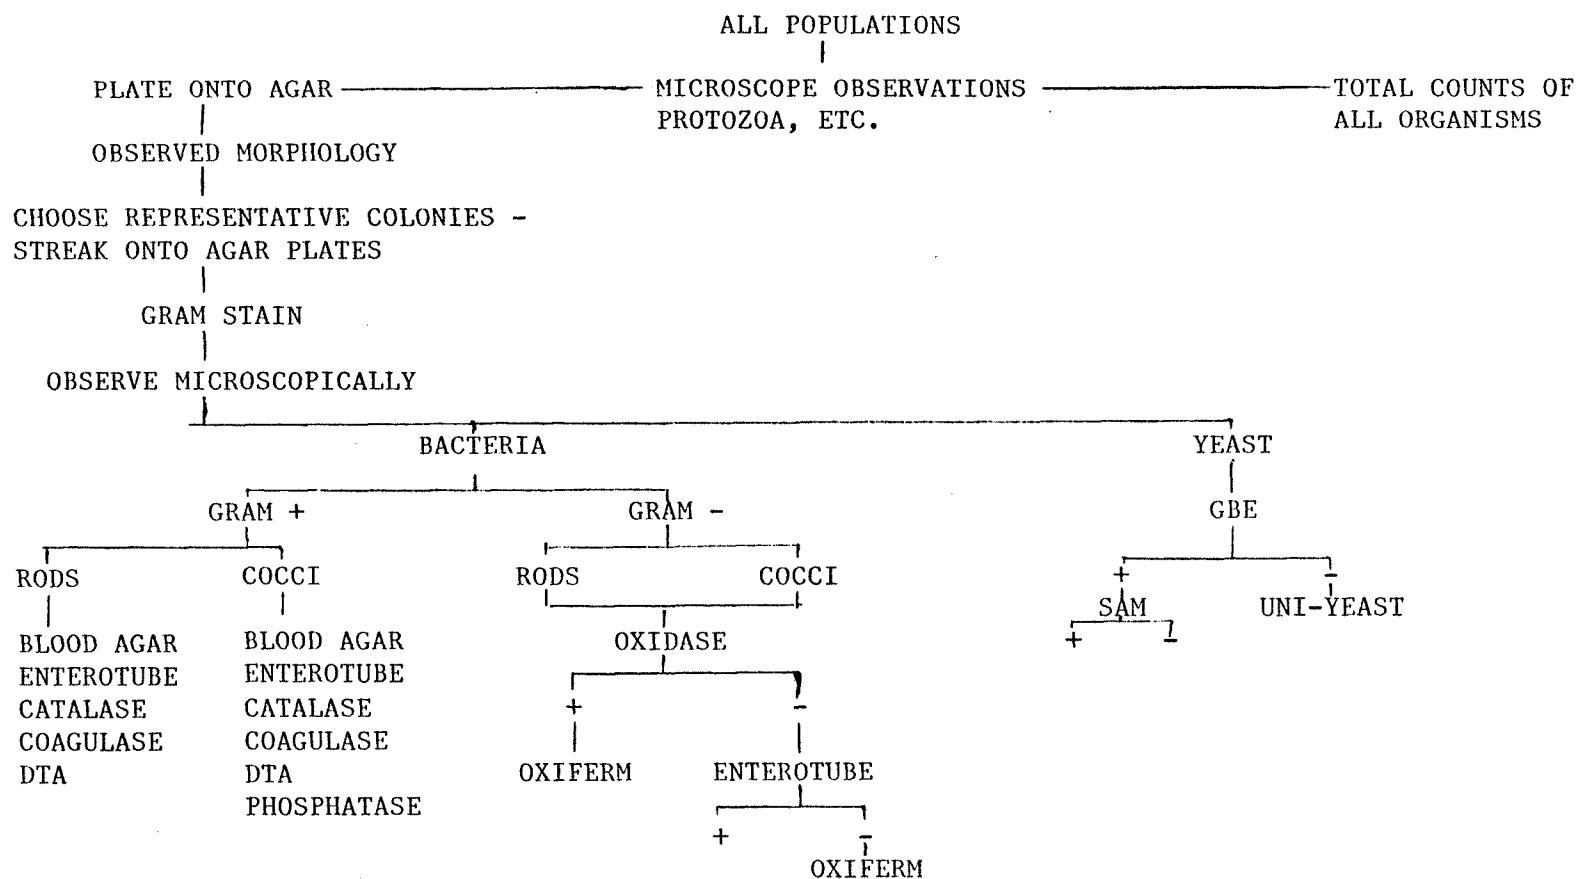 ALL POPULATIONS
PLATE ONTO AGAR MICROSCOPE OBSERVATIONS TOTAL COUNTS OF
PROTOZOA, ETC. ALL ORGANISMS
OBSERVED MORPHOLOGY
CHOOSE REPRESENTATIVE COLONIES -
STREAK ONTO AGAR PLATES
GRAM STAIN
OBSERVE MICROSCOPICALLY
BACTERIA YEAST
GRAM + GRAM - GBE
RODS COCCI RODS COCCI + -
SAM UNI-YEAST
BLOOD AGAR BLOOD AGAR OXIDASE + -
ENTEROTUBE ENTEROTUBE
CATALASE CATALASE + -
COAGULASE COAGULASE
DTA DTA OXIFERM ENTEROTUBE
PHOSPHATASE
+ -
OXIFERM